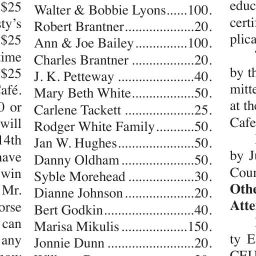 $25
ty's
$25
time
$25
Café.
0 or
will
14th
have
win
Mr.
orse
can
any
Walter & Bobbie Lyons......100.
Robert Brantner...................20.
Ann & Joe Bailey..............100.
Charles Brantner .................20.
J. K. Petteway .....................40.
Mary Beth White.................50.
Carlene Tackett ...................25.
Rodger White Family..........50.
Jan W. Hughes.....................50.
Danny Oldham ....................50.
Syble Morehead ..................30.
Dianne Johnson ...................20.
Bert Godkin.........................40.
Marisa Mikulis ..................150.
Jonnie Dunn ........................20.
educ
certi
plica
by th
mitte
at the
Cafe
by Ju
Cour
Othe
Atte
ty E